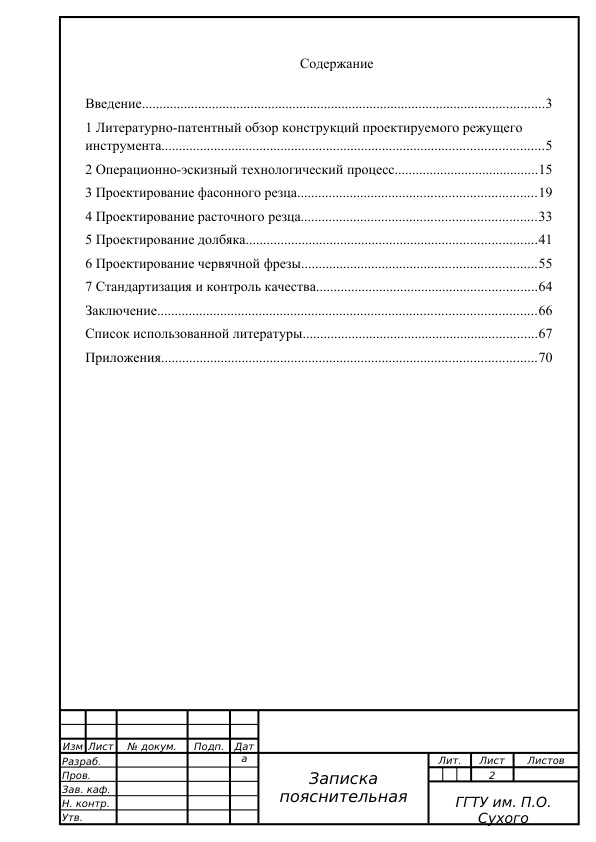 Содержание
Введение....................................................................................................................3
1 Литературно-патентный обзор конструкций проектируемого режущего
инструмента..............................................................................................................5
2 Операционно-эскизный технологический процесс.........................................15
3 Проектирование фасонного резца.....................................................................19
4 Проектирование расточного резца....................................................................33
5 Проектирование долбяка....................................................................................41
6 Проектирование червячной фрезы....................................................................55
7 Стандартизация и контроль качества................................................................64
Заключение..............................................................................................................66
Список использованной литературы....................................................................67
Приложения.............................................................................................................70
Изм Лист № докум. Подп. Дат
а
Разраб.
Пров.
Зав. каф.
Н. контр.
Утв.
Записка
пояснительная
Лит. Лист Листов
2
ГГТУ им. П.О.
Сухого